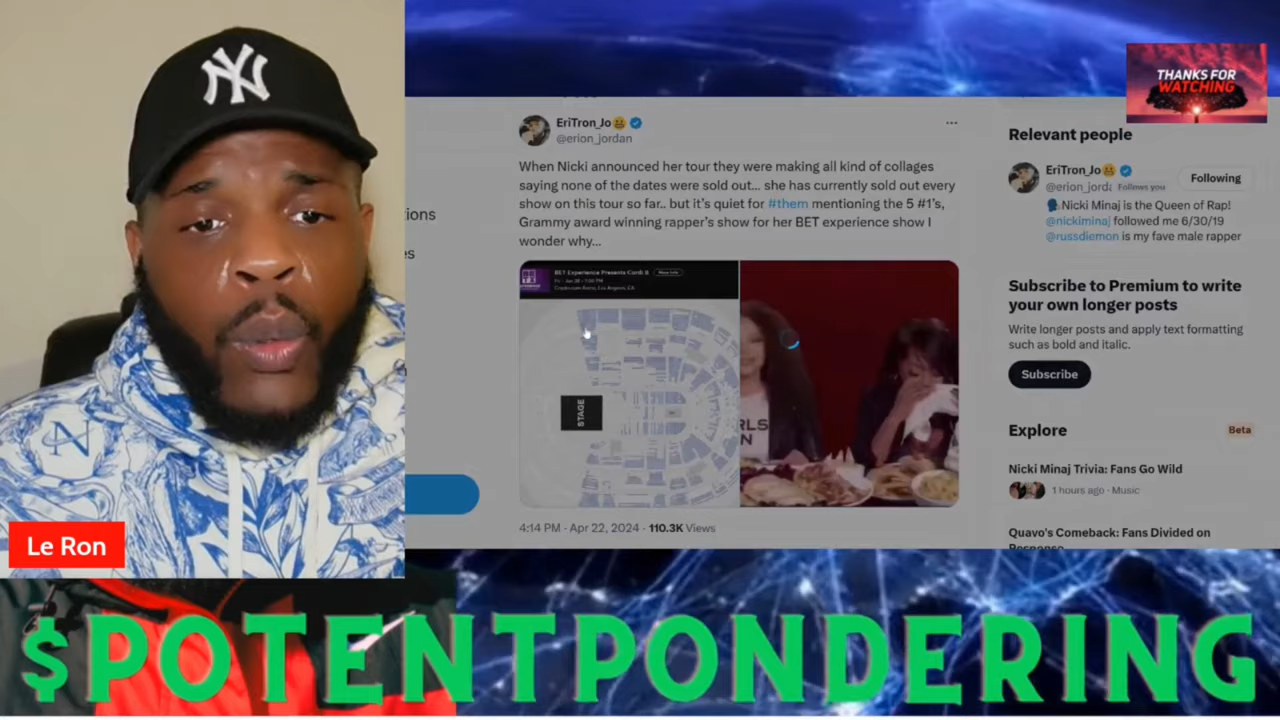 NY
THANKS FOR
WATCHING
EriTron_Jo
@erion_jordan
When Nicki announced her tour they were making all kind of collages
saying none of the dates were sold out... she has currently sold out every
show on this tour so far.. but it's quiet for #them mentioning the 5 #1's,
Grammy award winning rapper's show for her BET experience show I
wonder why...
BET Experience Presents Cardi B
More Info
STAGE
4:14 PM · Apr 22, 2024 · 110.3K Views
Relevant people
EriTron_Jo
@erion_jorda Follows you
Following
🗣Nicki Minaj is the Queen of Rap!
@nickiminaj followed me 6/30/19
@russdiemon is my fave male rapper
Subscribe to Premium to write
your own longer posts
Write longer posts and apply text formatting
such as bold and italic.
Subscribe
Explore
Beta
Nicki Minaj Trivia: Fans Go Wild
1 hours ago · Music
Quavo's Comeback: Fans Divided on
Response
N
Le Ron
$POTENTPONDERING